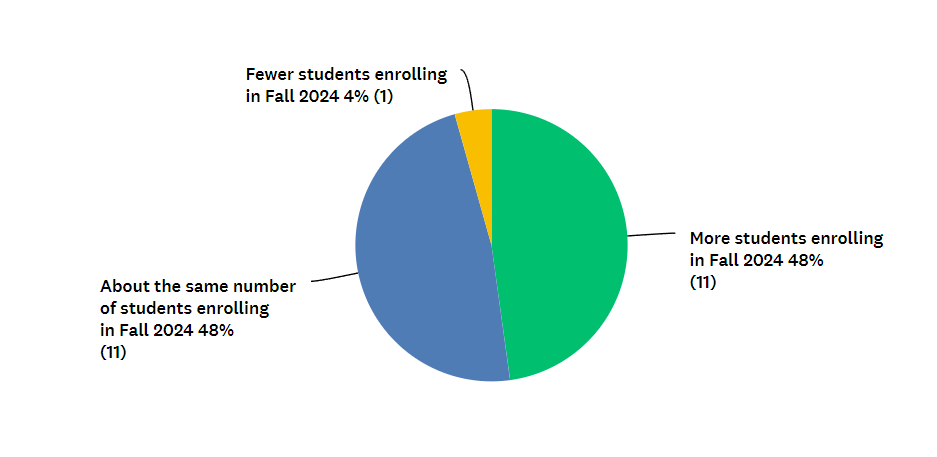 Fewer students enrolling
in Fall 2024 4% (1)
More students enrolling
in Fall 2024 48%
(11)
About the same number
of students enrolling
in Fall 2024 48%
(11)